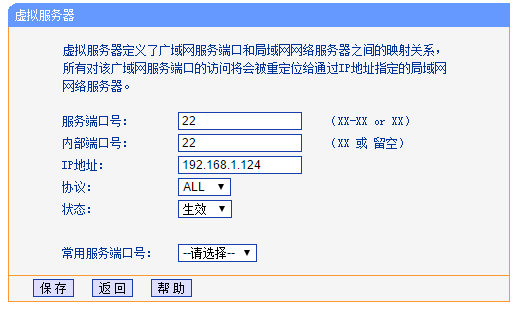 虚拟服务器
虚拟服务器定义了广域网服务端口和局域网网络服务器之间的映射关系，
所有对该广域网服务端口的访问将会被重定位给通过IP地址指定的局域网
网络服务器。
服务端口号： 22 （XX-XX or XX）
内部端口号： 22 （XX 或 留空）
IP地址： 192.168.1.124
协议： ALL
状态： 生效
常用服务端口号： --请选择--
保存 返回 帮助